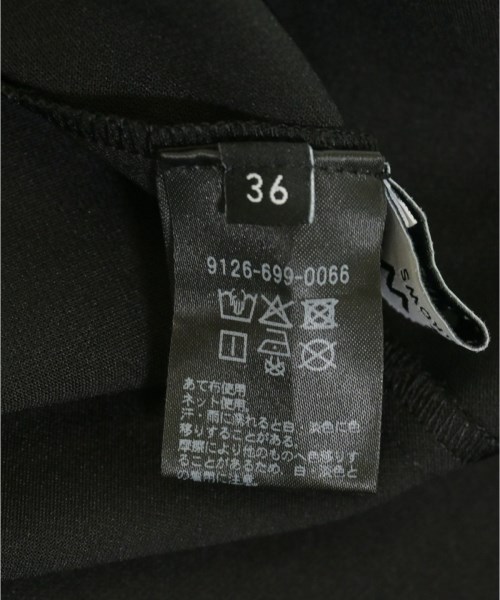 36
9126-699-0066
SMOU
あて布使用
ネット使用。
汗・雨に濡れると白・淡色に色
移りすることがある。
摩擦により他のものへ色移りす
ることがあるため、白・淡色と
の着用に注意。